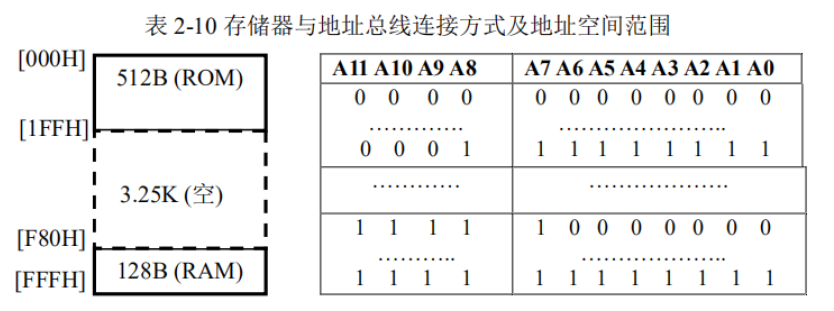 表 2-10 存储器与地址总线连接方式及地址空间范围
[000H]
512B (ROM)
[1FFH]
3.25K (空)
[F80H]
128B (RAM)
[FFFH]
A11 A10 A9 A8 A7 A6 A5 A4 A3 A2 A1 A0
0 0 0 0 0 0 0 0 0 0 0 0
…………. …………………..
0 0 0 1 1 1 1 1 1 1 1 1
………… ……………….
1 1 1 1 1 0 0 0 0 0 0 0
……….. …………………..
1 1 1 1 1 1 1 1 1 1 1 1